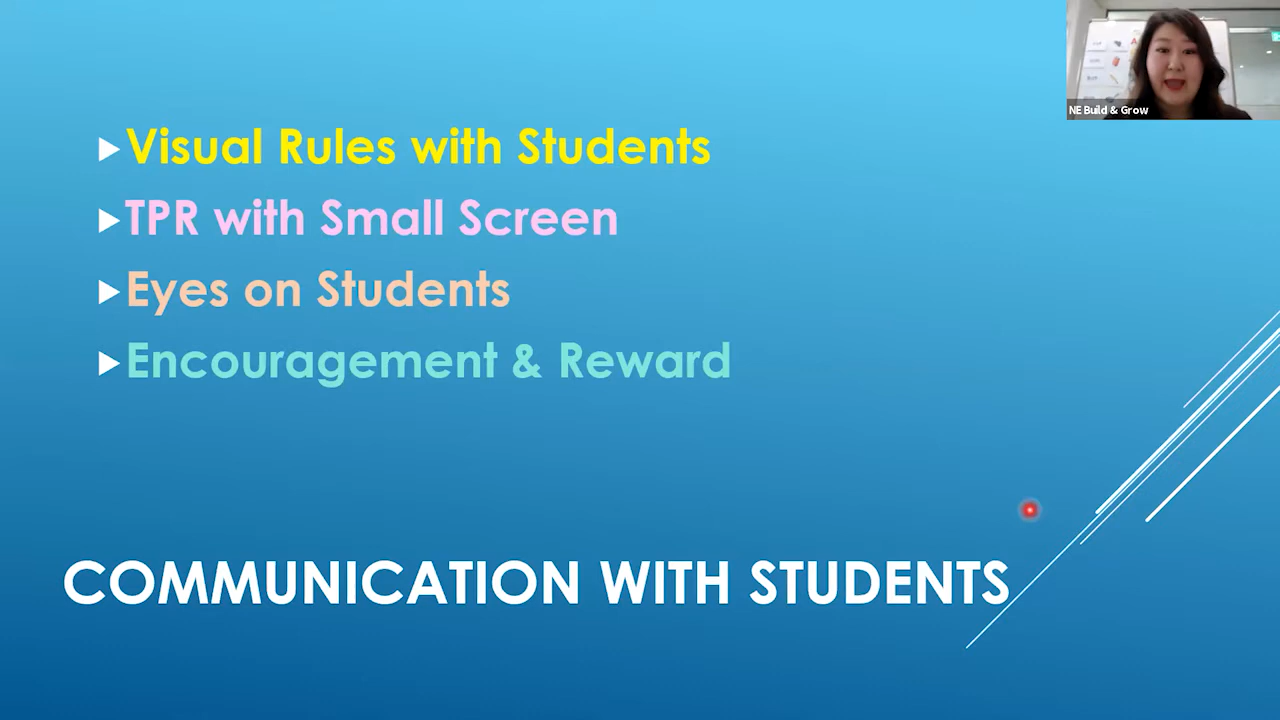 Visual Rules with Students
TPR with Small Screen
Eyes on Students
Encouragement & Reward
COMMUNICATION WITH STUDENTS
NE Build & Grow